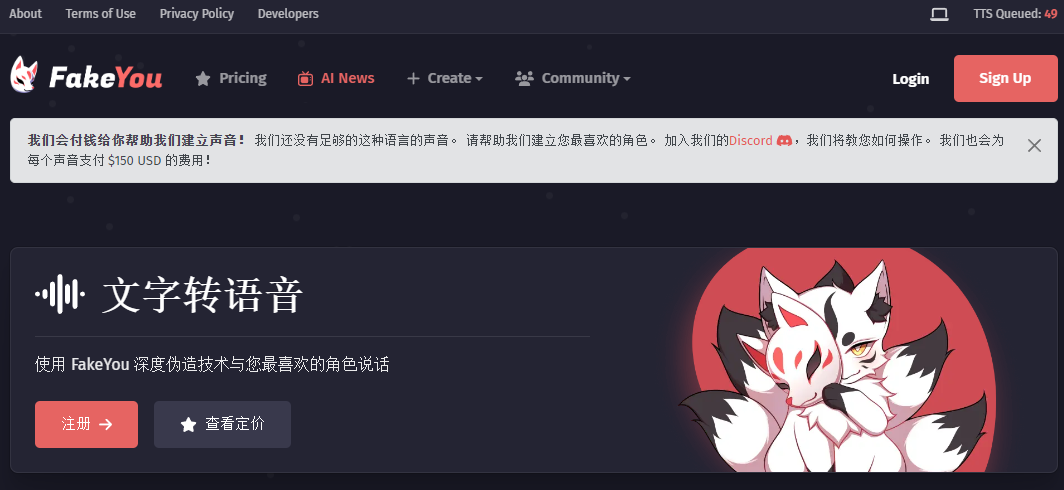 About Terms of Use Privacy Policy Developers TTS Queued: 49
FakeYou Pricing AI News Create Community Login Sign Up
我们会付钱给你帮助我们建立声音！ 我们还没有足够的这种语言的声音。 请帮助我们建立您最喜欢的角色。 加入我们的Discord ，我们将教您如何操作。 我们也会为
每个声音支付 $150 USD 的费用！
文字转语音
使用 FakeYou 深度伪造技术与您最喜欢的角色说话
注册 查看定价